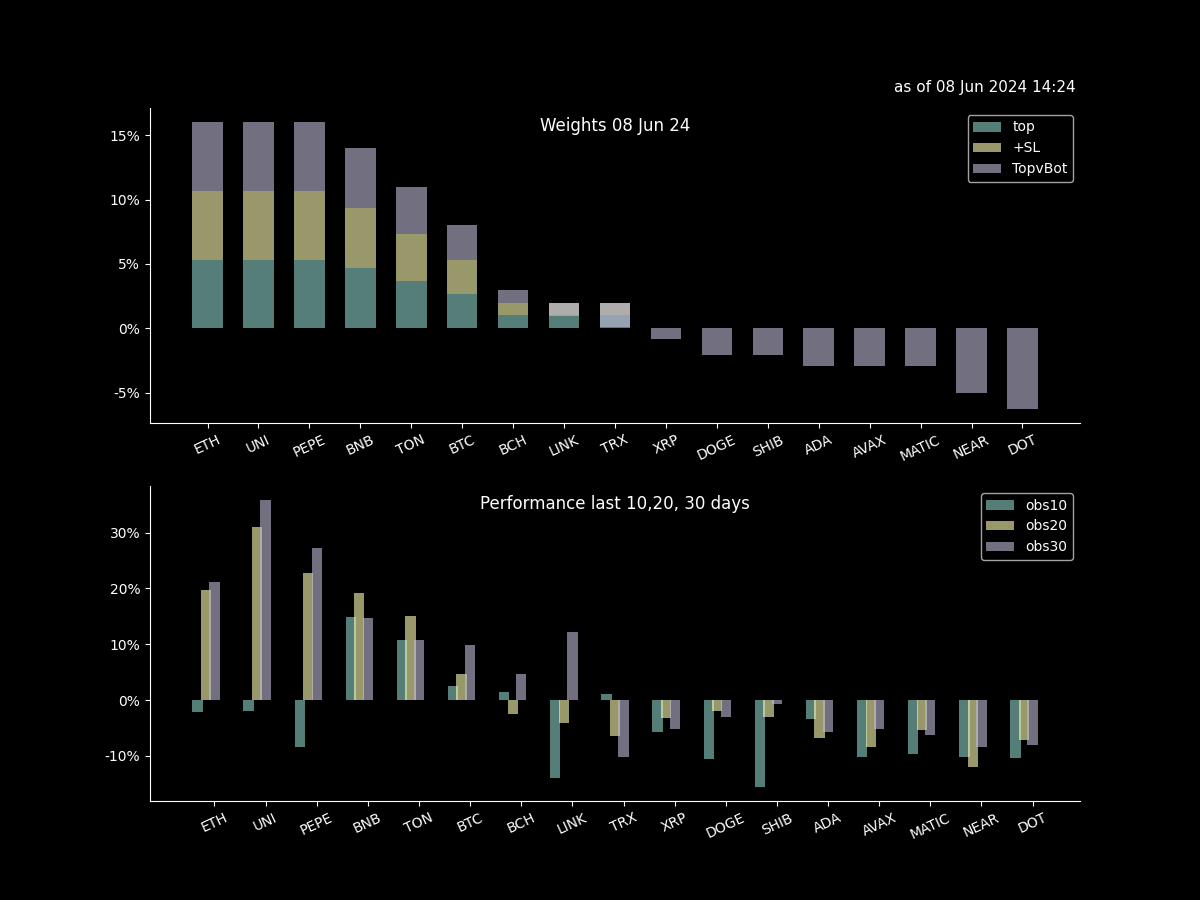 as of 08 Jun 2024 14:24
Weights 08 Jun 24
top
+SL
TopvBot
15%
10%
5%
0%
-5%
ETH UNI PEPE BNB TON BTC BCH LINK TRX XRP DOGE SHIB ADA AVAX MATIC NEAR DOT
Performance last 10,20, 30 days
obs10
obs20
obs30
30%
20%
10%
0%
-10%
ETH UNI PEPE BNB TON BTC BCH LINK TRX XRP DOGE SHIB ADA AVAX MATIC NEAR DOT